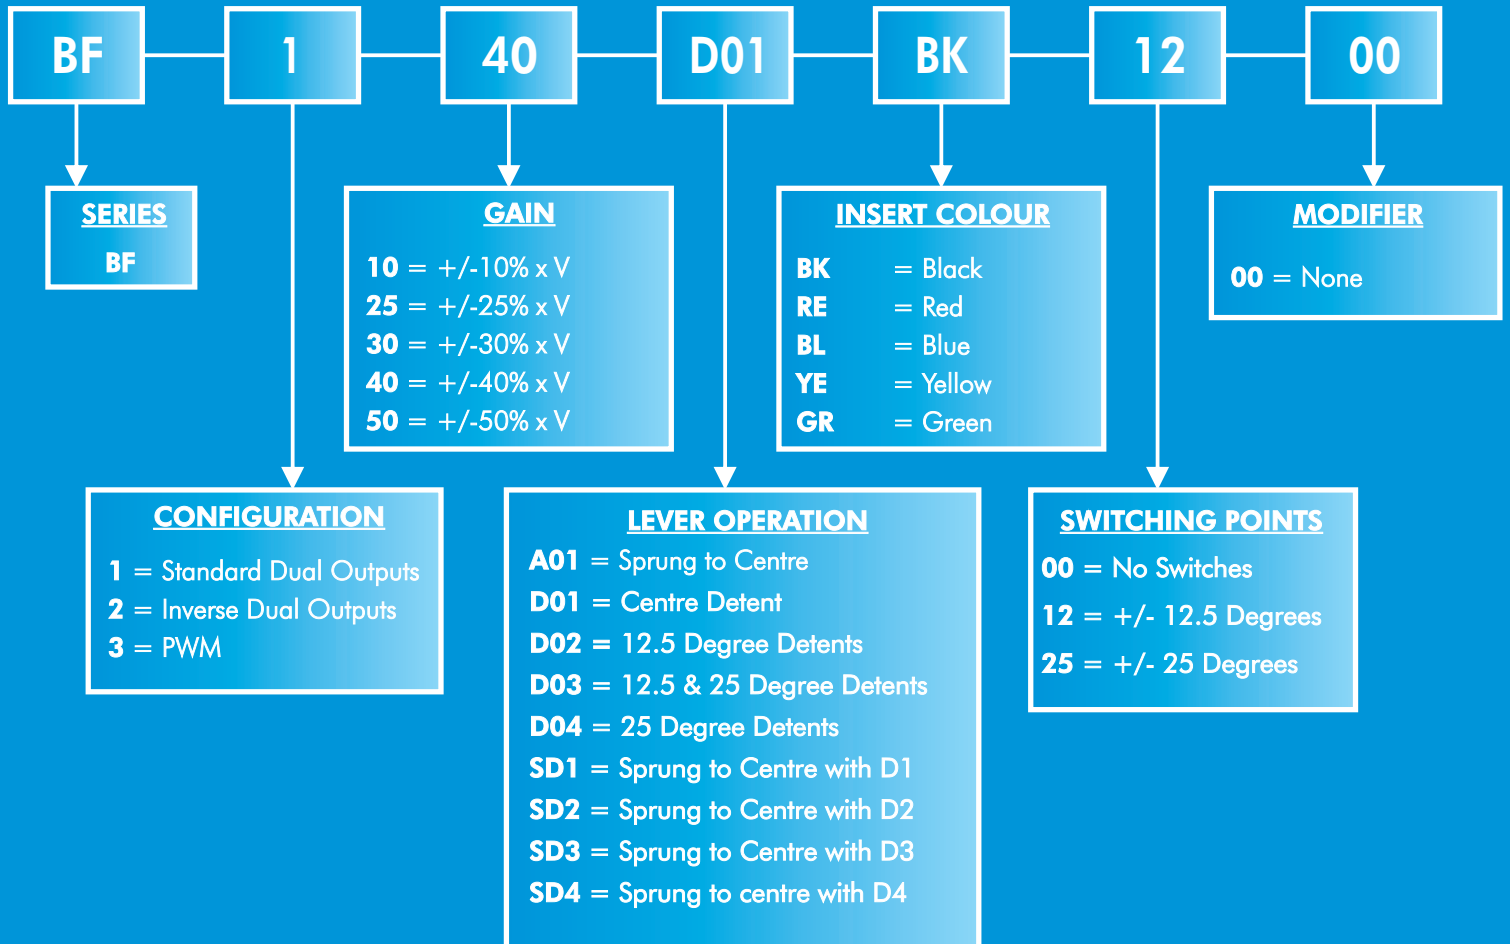 BF 1 40 D01 BK 12 00
SERIES
BF
GAIN
10 = +/-10% x V
25 = +/-25% x V
30 = +/-30% x V
40 = +/-40% x V
50 = +/-50% x V
INSERT COLOUR
BK = Black
RE = Red
BL = Blue
YE = Yellow
GR = Green
MODIFIER
00 = None
CONFIGURATION
1 = Standard Dual Outputs
2 = Inverse Dual Outputs
3 = PWM
LEVER OPERATION
A01 = Sprung to Centre
D01 = Centre Detent
D02 = 12.5 Degree Detents
D03 = 12.5 & 25 Degree Detents
D04 = 25 Degree Detents
SD1 = Sprung to Centre with D1
SD2 = Sprung to Centre with D2
SD3 = Sprung to Centre with D3
SD4 = Sprung to centre with D4
SWITCHING POINTS
00 = No Switches
12 = +/- 12.5 Degrees
25 = +/- 25 Degrees